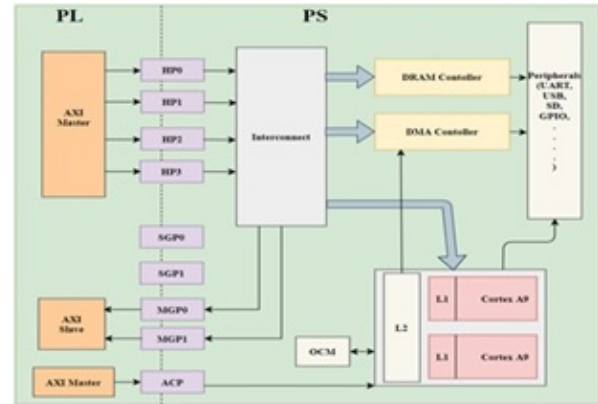 PL
PS
HP0
HP1
HP2
HP3
AXI
Master
Interconnect
DRAM Contoller
DMA Contoller
Peripherals
(UART,
USB,
SD,
GPIO,
.
.
.
.
)
SGP0
SGP1
MGP0
MGP1
AXI
Slave
AXI Master
ACP
OCM
L2
L1
Cortex A9
L1
Cortex A9